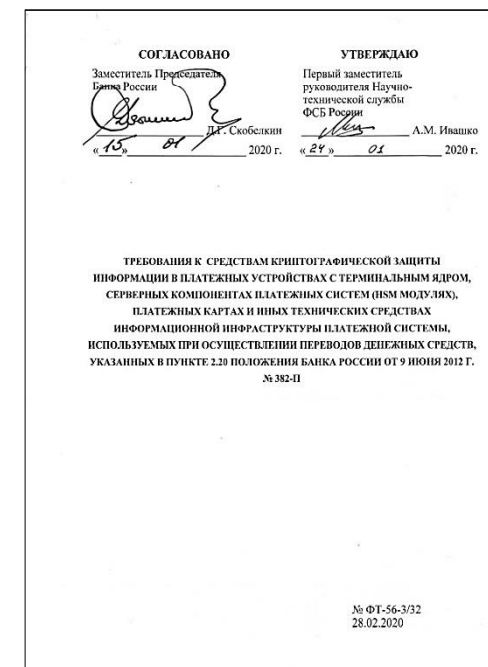 СОГЛАСОВАНО
Заместитель Председателя
Банка России
Д.Г. Скобелкин
« 15 » 01 2020 г.
УТВЕРЖДАЮ
Первый заместитель
руководителя Научно-
технической службы
ФСБ России
А.М. Ивашко
« 24 » 01 2020 г.
ТРЕБОВАНИЯ К СРЕДСТВАМ КРИПТОГРАФИЧЕСКОЙ ЗАЩИТЫ
ИНФОРМАЦИИ В ПЛАТЕЖНЫХ УСТРОЙСТВАХ С ТЕРМИНАЛЬНЫМ ЯДРОМ,
СЕРВЕРНЫХ КОМПОНЕНТАХ ПЛАТЕЖНЫХ СИСТЕМ (HSM МОДУЛЯХ),
ПЛАТЕЖНЫХ КАРТАХ И ИНЫХ ТЕХНИЧЕСКИХ СРЕДСТВАХ
ИНФОРМАЦИОННОЙ ИНФРАСТРУКТУРЫ ПЛАТЕЖНОЙ СИСТЕМЫ,
ИСПОЛЬЗУЕМЫХ ПРИ ОСУЩЕСТВЛЕНИИ ПЕРЕВОДОВ ДЕНЕЖНЫХ СРЕДСТВ,
УКАЗАННЫХ В ПУНКТЕ 2.20 ПОЛОЖЕНИЯ БАНКА РОССИИ ОТ 9 ИЮНЯ 2012 Г.
№ 382-П
№ ФТ-56-3/32
28.02.2020